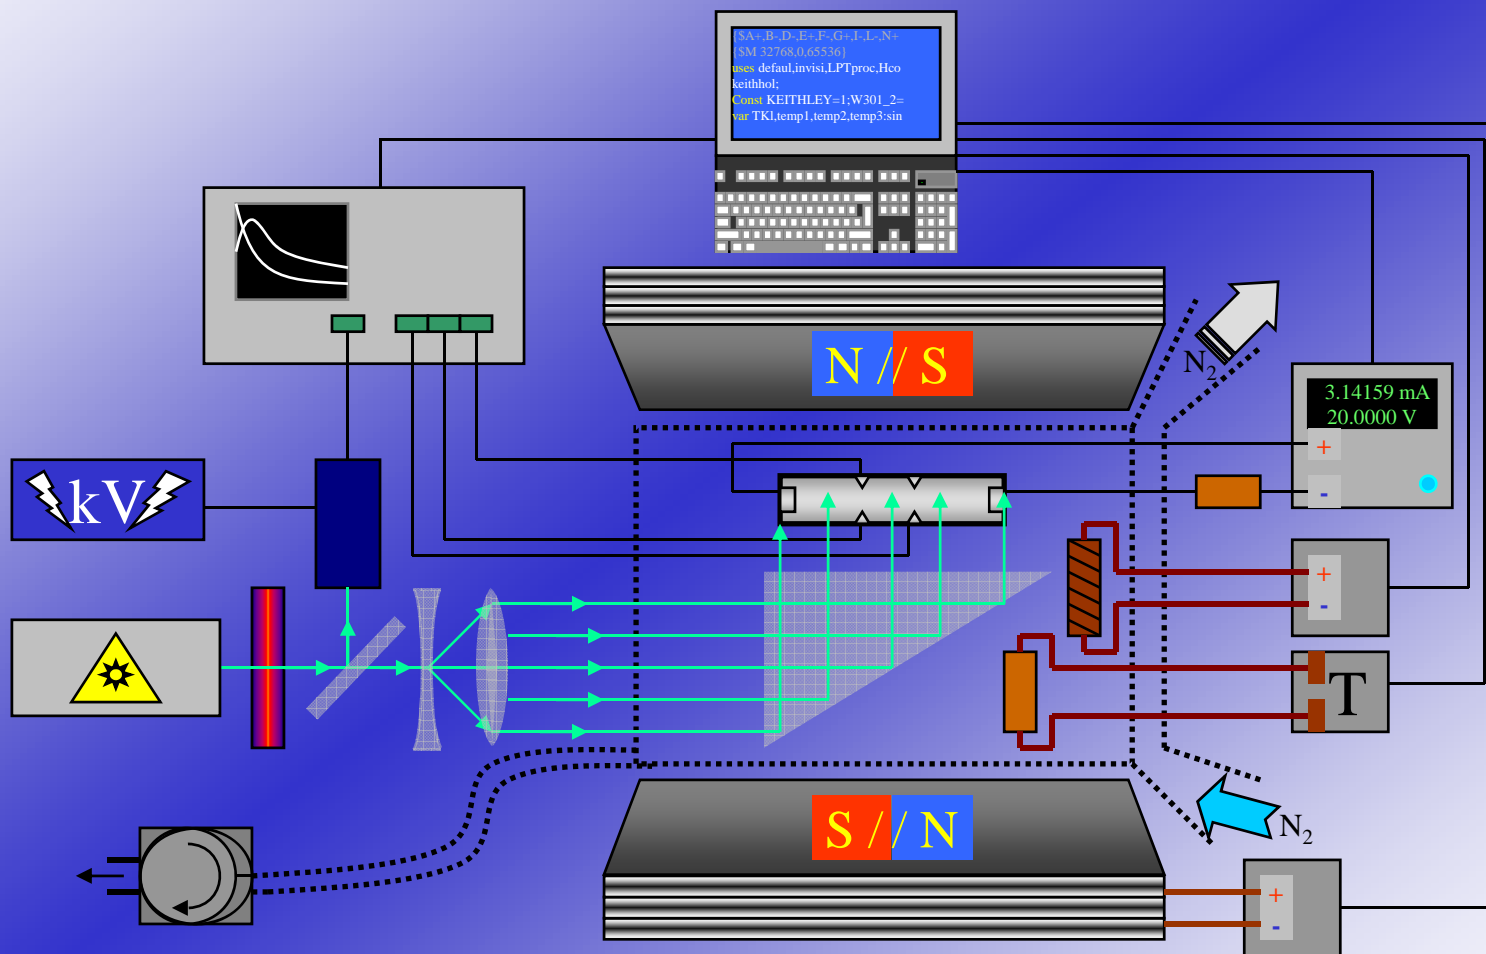 {$A+,B-,D-,E+,F-,G+,I-,L-,N+
{$M 32768,0,65536}
uses defaul,invisi,LPTproc,Hco
keithhol;
Const KEITHLEY=1;W301_2=
var TKl,temp1,temp2,temp3:sin
N // S
N₂
3.14159 mA
20.0000 V
+
-
kV
+
-
T
S // N
N₂
+
-